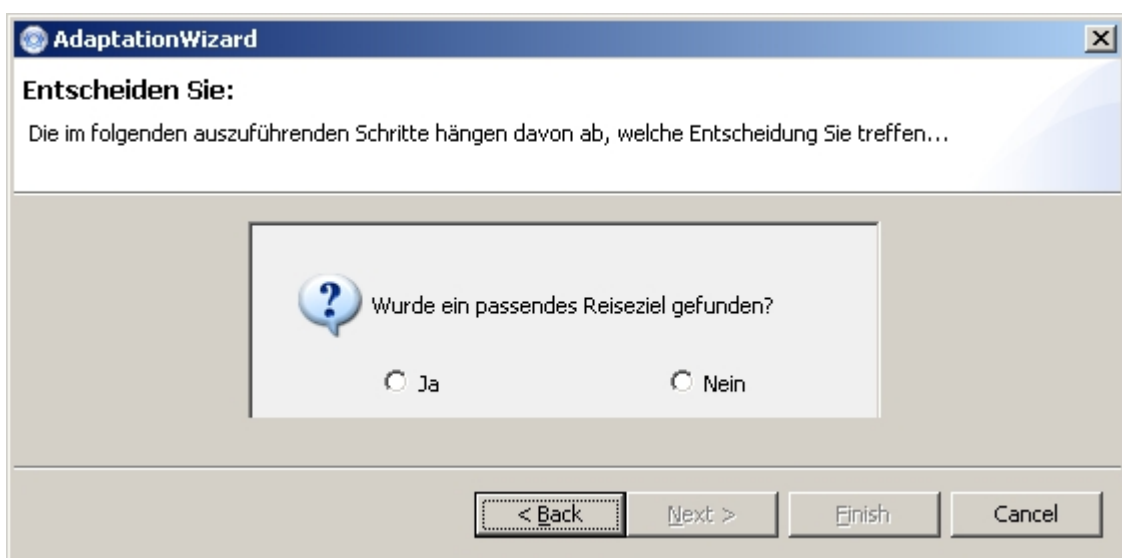 AdaptationWizard
Entscheiden Sie:
Die im folgenden auszuführenden Schritte hängen davon ab, welche Entscheidung Sie treffen...
Wurde ein passendes Reiseziel gefunden?
Ja Nein
< Back Next > Finish Cancel